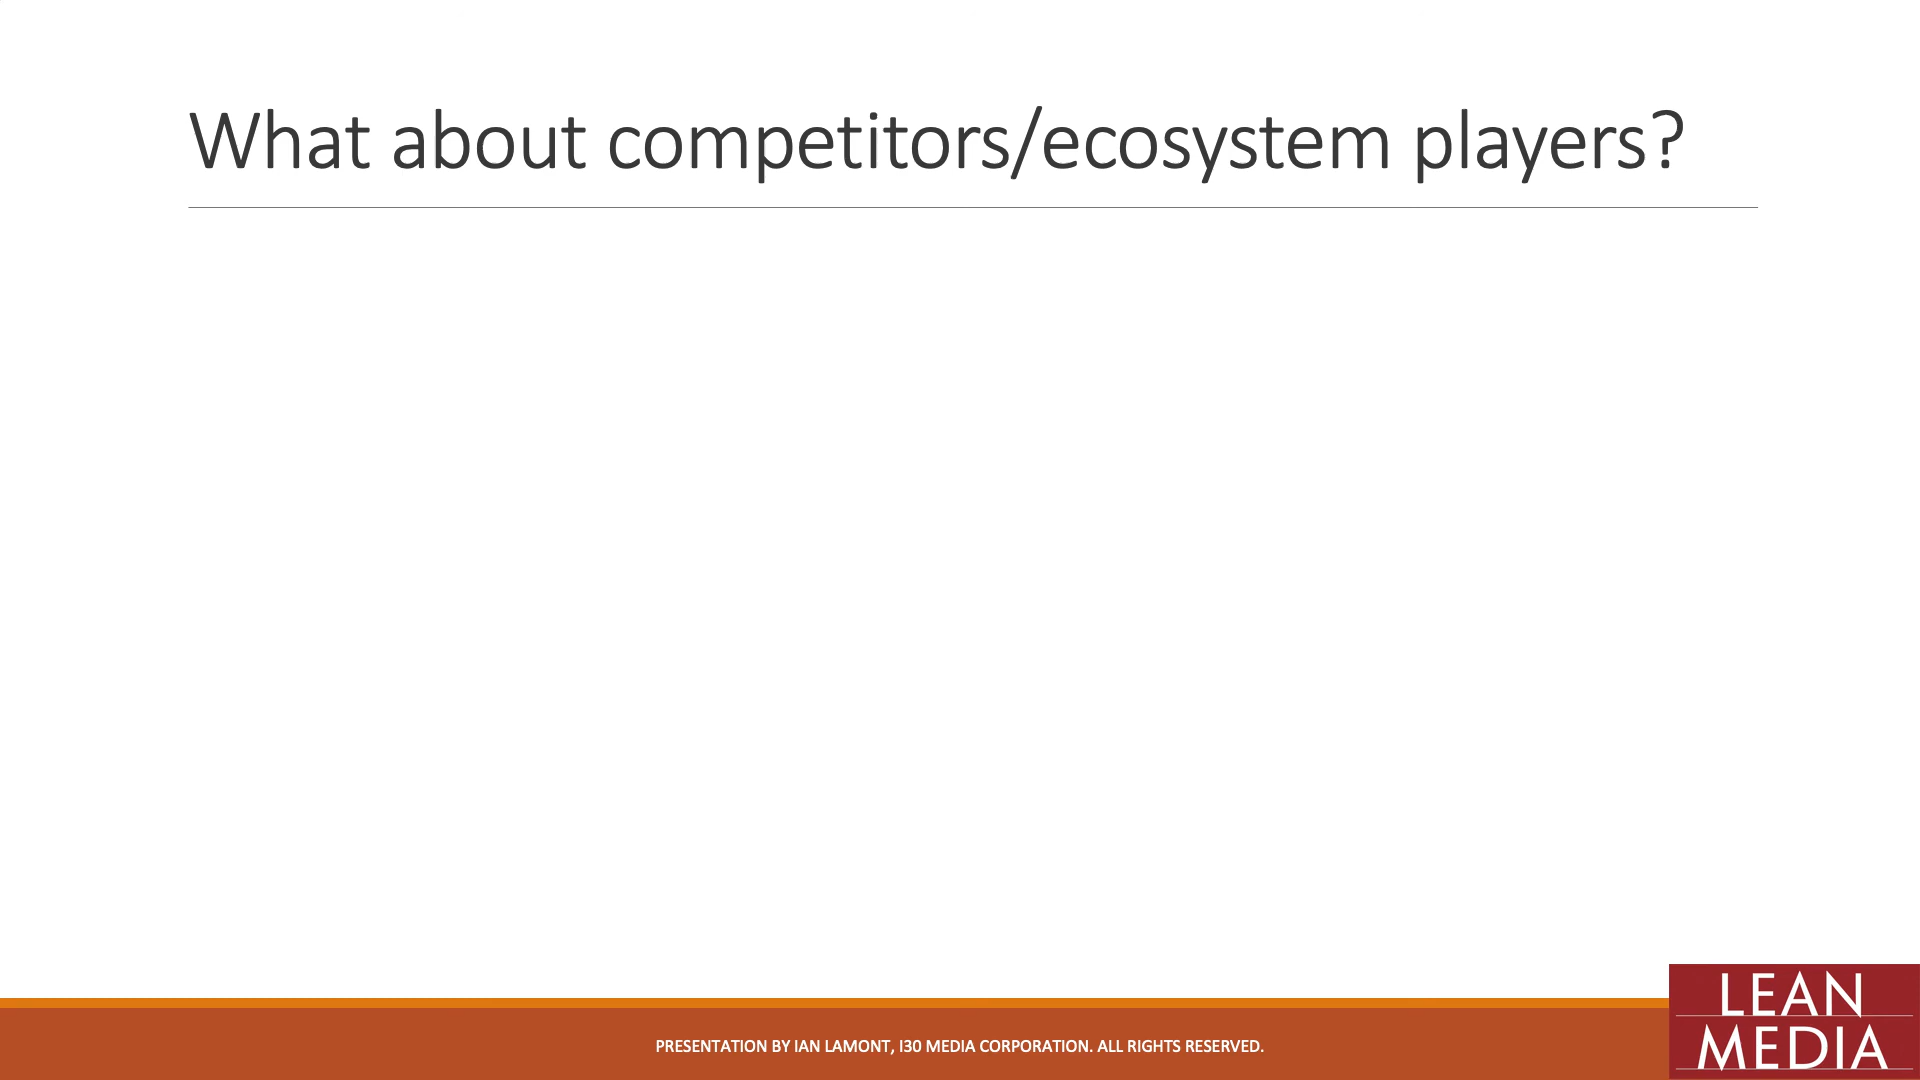 What about competitors/ecosystem players?
PRESENTATION BY IAN LAMONT, I30 MEDIA CORPORATION. ALL RIGHTS RESERVED.
LEAN
MEDIA